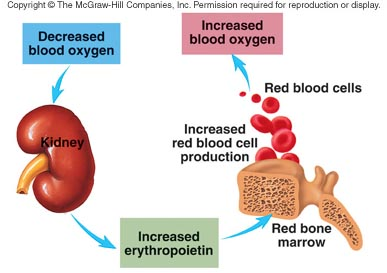 Copyright © The McGraw-Hill Companies, Inc. Permission required for reproduction or display.
Decreased
blood oxygen
Increased
blood oxygen
Red blood cells
Kidney
Increased
red blood cell
production
Increased
erythropoietin
Red bone
marrow